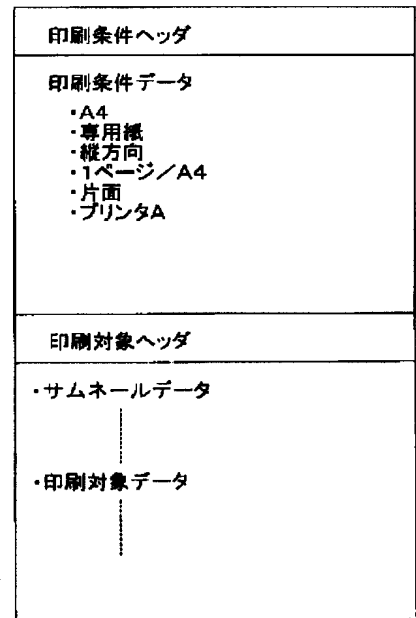 印刷条件ヘッダ
印刷条件データ
・A4
・専用紙
・縦方向
・1ページ／A4
・片面
・プリンタA
印刷対象ヘッダ
・サムネールデータ
・印刷対象データ